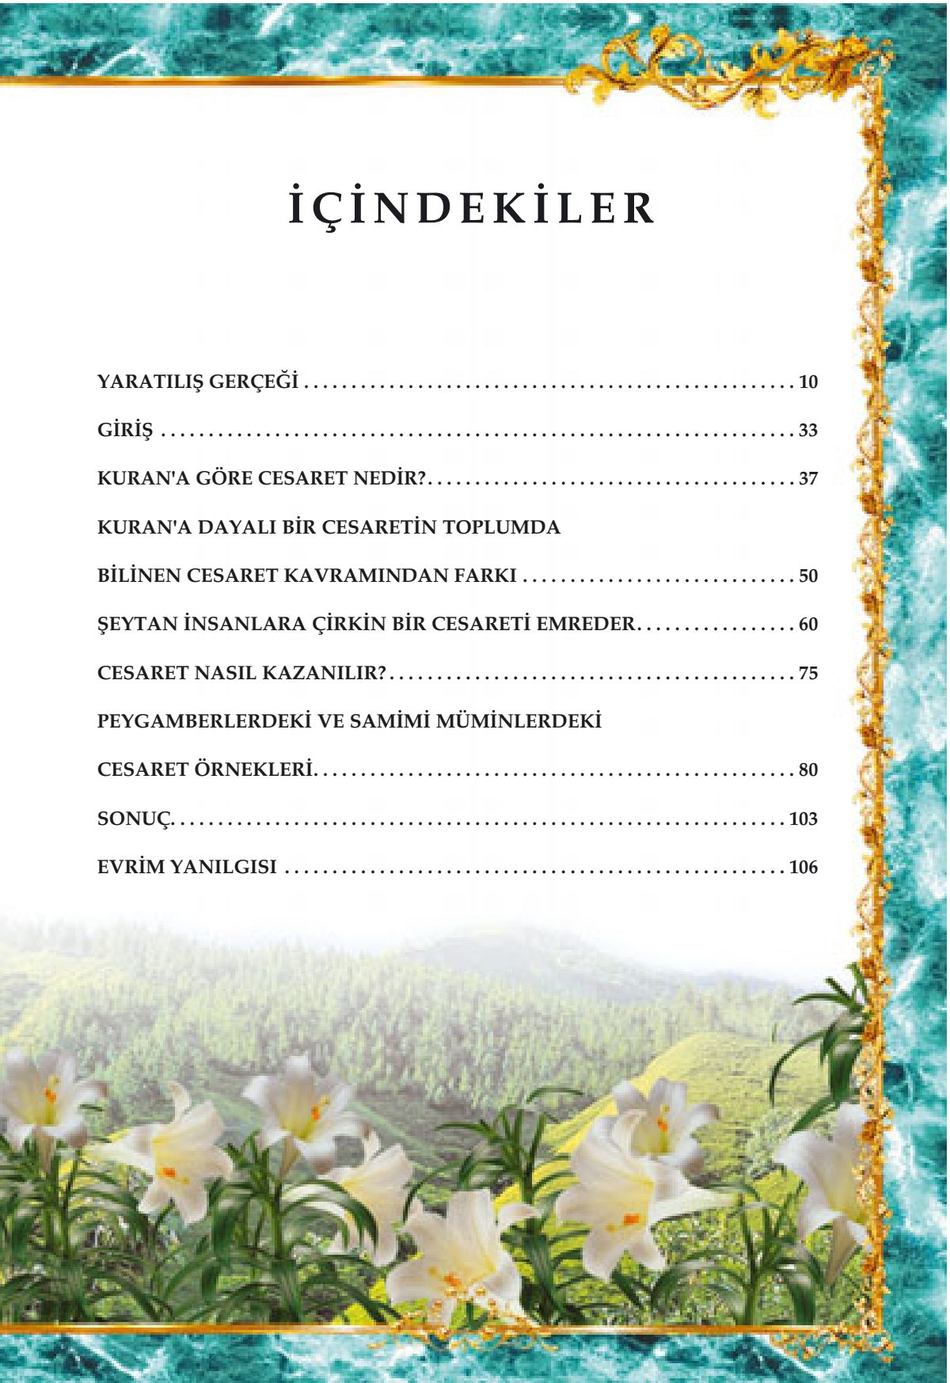 İÇİNDEKİLER
YARATILIŞ GERÇEĞİ . . . . . . . . . . . . . . . . . . . . . . . . . . . . . . . . . . . . . . . . . . . . . . . . . . . 10
GİRİŞ . . . . . . . . . . . . . . . . . . . . . . . . . . . . . . . . . . . . . . . . . . . . . . . . . . . . . . . . . . . . . . . . . . 33
KURAN'A GÖRE CESARET NEDİR?. . . . . . . . . . . . . . . . . . . . . . . . . . . . . . . . . . . . . . 37
KURAN'A DAYALI BİR CESARETİN TOPLUMDA
BİLİNEN CESARET KAVRAMINDAN FARKI . . . . . . . . . . . . . . . . . . . . . . . . . . . . 50
ŞEYTAN İNSANLARA ÇİRKİN BİR CESARETİ EMREDER. . . . . . . . . . . . . . . . . 60
CESARET NASIL KAZANILIR? . . . . . . . . . . . . . . . . . . . . . . . . . . . . . . . . . . . . . . . . . . 75
PEYGAMBERLERDEKİ VE SAMİMİ MÜMİNLERDEKİ
CESARET ÖRNEKLERİ. . . . . . . . . . . . . . . . . . . . . . . . . . . . . . . . . . . . . . . . . . . . . . . . . . 80
SONUÇ. . . . . . . . . . . . . . . . . . . . . . . . . . . . . . . . . . . . . . . . . . . . . . . . . . . . . . . . . . . . . . . . 103
EVRİM YANILGISI . . . . . . . . . . . . . . . . . . . . . . . . . . . . . . . . . . . . . . . . . . . . . . . . . . . . 106